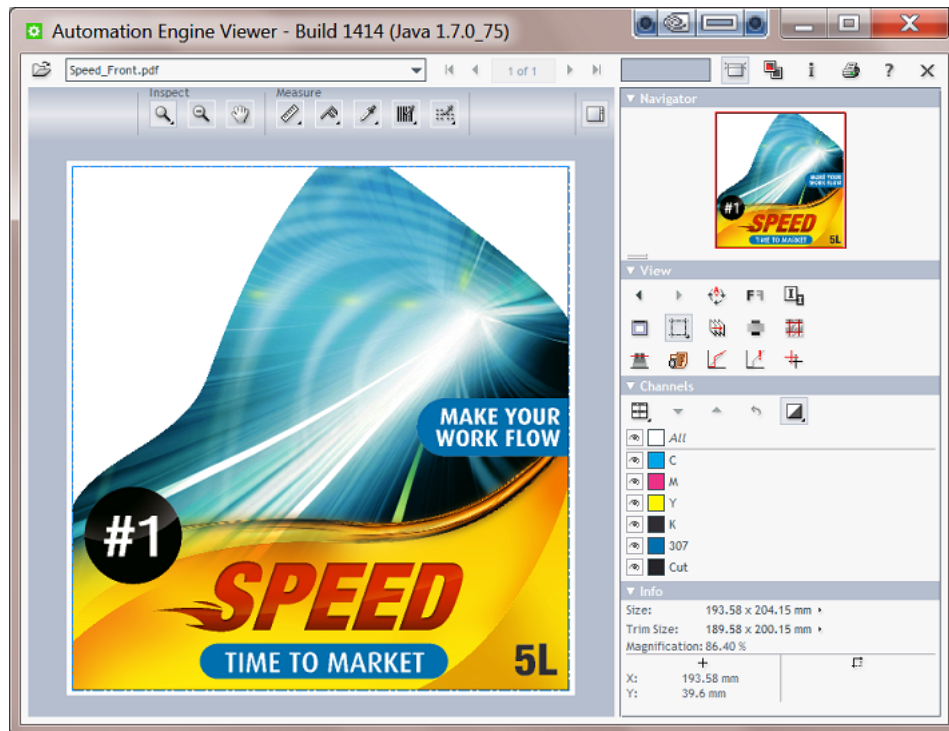 Automation Engine Viewer - Build 1414 (Java 1.7.0_75)
Speed_Front.pdf
1 of 1
i
?
Inspect
Measure
Navigator
MAKE YOUR
WORK FLOW
#1
SPEED
TIME TO MARKET
5L
View
Channels
All
C
M
Y
K
307
Cut
Info
Size: 193.58 x 204.15 mm
Trim Size: 189.58 x 200.15 mm
Magnification: 86.40 %
X: 193.58 mm
Y: 39.6 mm
MAKE YOUR
WORK FLOW
#1
SPEED
TIME TO MARKET
5L